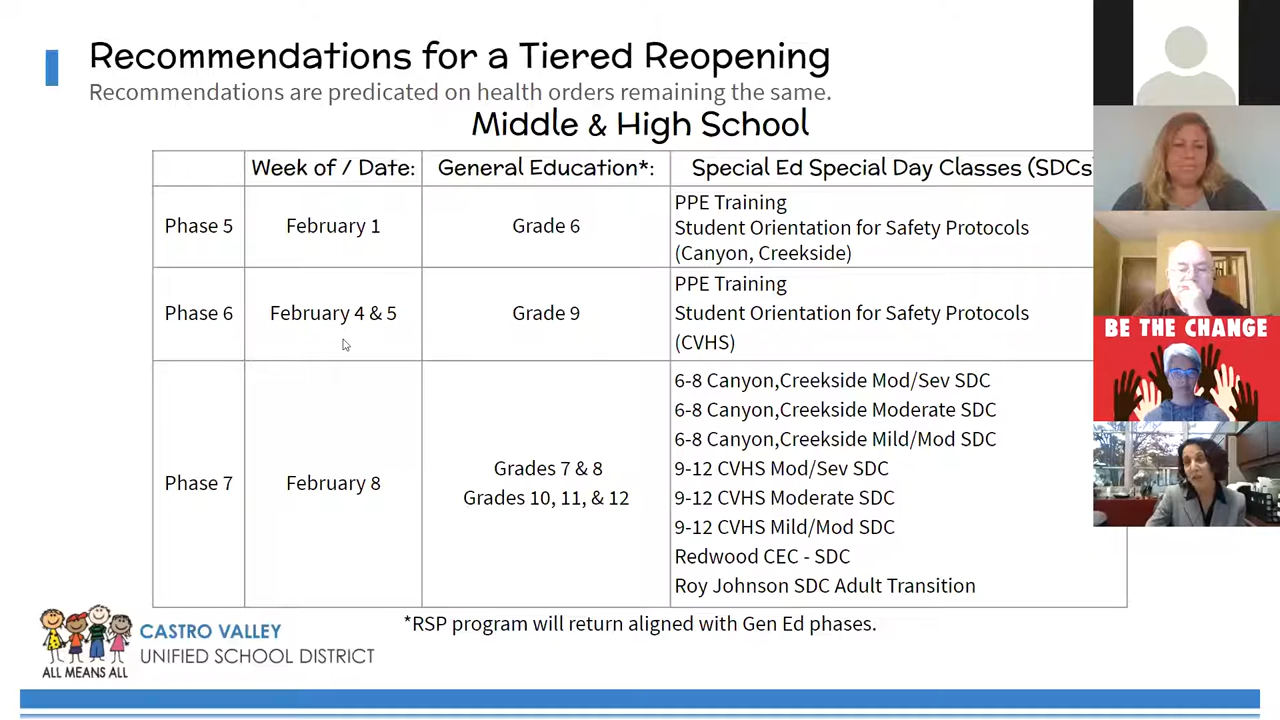 Recommendations for a Tiered Reopening
Recommendations are predicated on health orders remaining the same.
Middle & High School
Week of / Date: General Education*: Special Ed Special Day Classes (SDCs
Phase 5 February 1 Grade 6
PPE Training
Student Orientation for Safety Protocols
(Canyon, Creekside)
Phase 6 February 4 & 5 Grade 9
PPE Training
Student Orientation for Safety Protocols
(CVHS)
Phase 7 February 8
Grades 7 & 8
Grades 10, 11, & 12
6-8 Canyon,Creekside Mod/Sev SDC
6-8 Canyon,Creekside Moderate SDC
6-8 Canyon,Creekside Mild/Mod SDC
9-12 CVHS Mod/Sev SDC
9-12 CVHS Moderate SDC
9-12 CVHS Mild/Mod SDC
Redwood CEC - SDC
Roy Johnson SDC Adult Transition
*RSP program will return aligned with Gen Ed phases.
ALL MEANS ALL
CASTRO VALLEY
UNIFIED SCHOOL DISTRICT
BE THE CHANGE